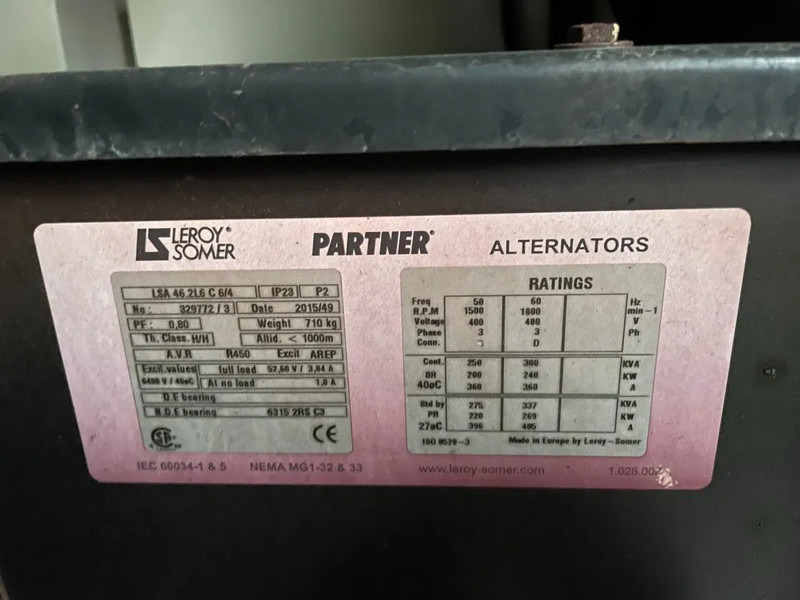 LEROY® SOMER PARTNER® ALTERNATORS
LSA 46.2L6 C 6/4 IP23 P2
No : 329772 / 3 Date 2015/49
PF : 0,80 Weight 710 kg
Th. Class. H/H Altid. < 1000m
A.V.R R450 Excit AREP
Excit.values full load 52,60 V / 3,04 A
At no load 1,0 A
D.E bearing
N.D.E bearing 6315 2RS C3
CE
IEC 60034-1 & 5 NEMA MG1-32 & 33
RATINGS
Freq 50 60 Hz
R.P.M 1500 1800 min-1
Voltage 400 480 V
Phase 3 3 Ph
Conn. D
Cont. 250 300 KVA
BR 200 240 KW
40øC 360 360 A
Std by 275 337 KVA
PR 220 269 KW
27øC 396 405 A
ISO 8528-3 Made in Europe by Leroy-Somer
www.leroy-somer.com